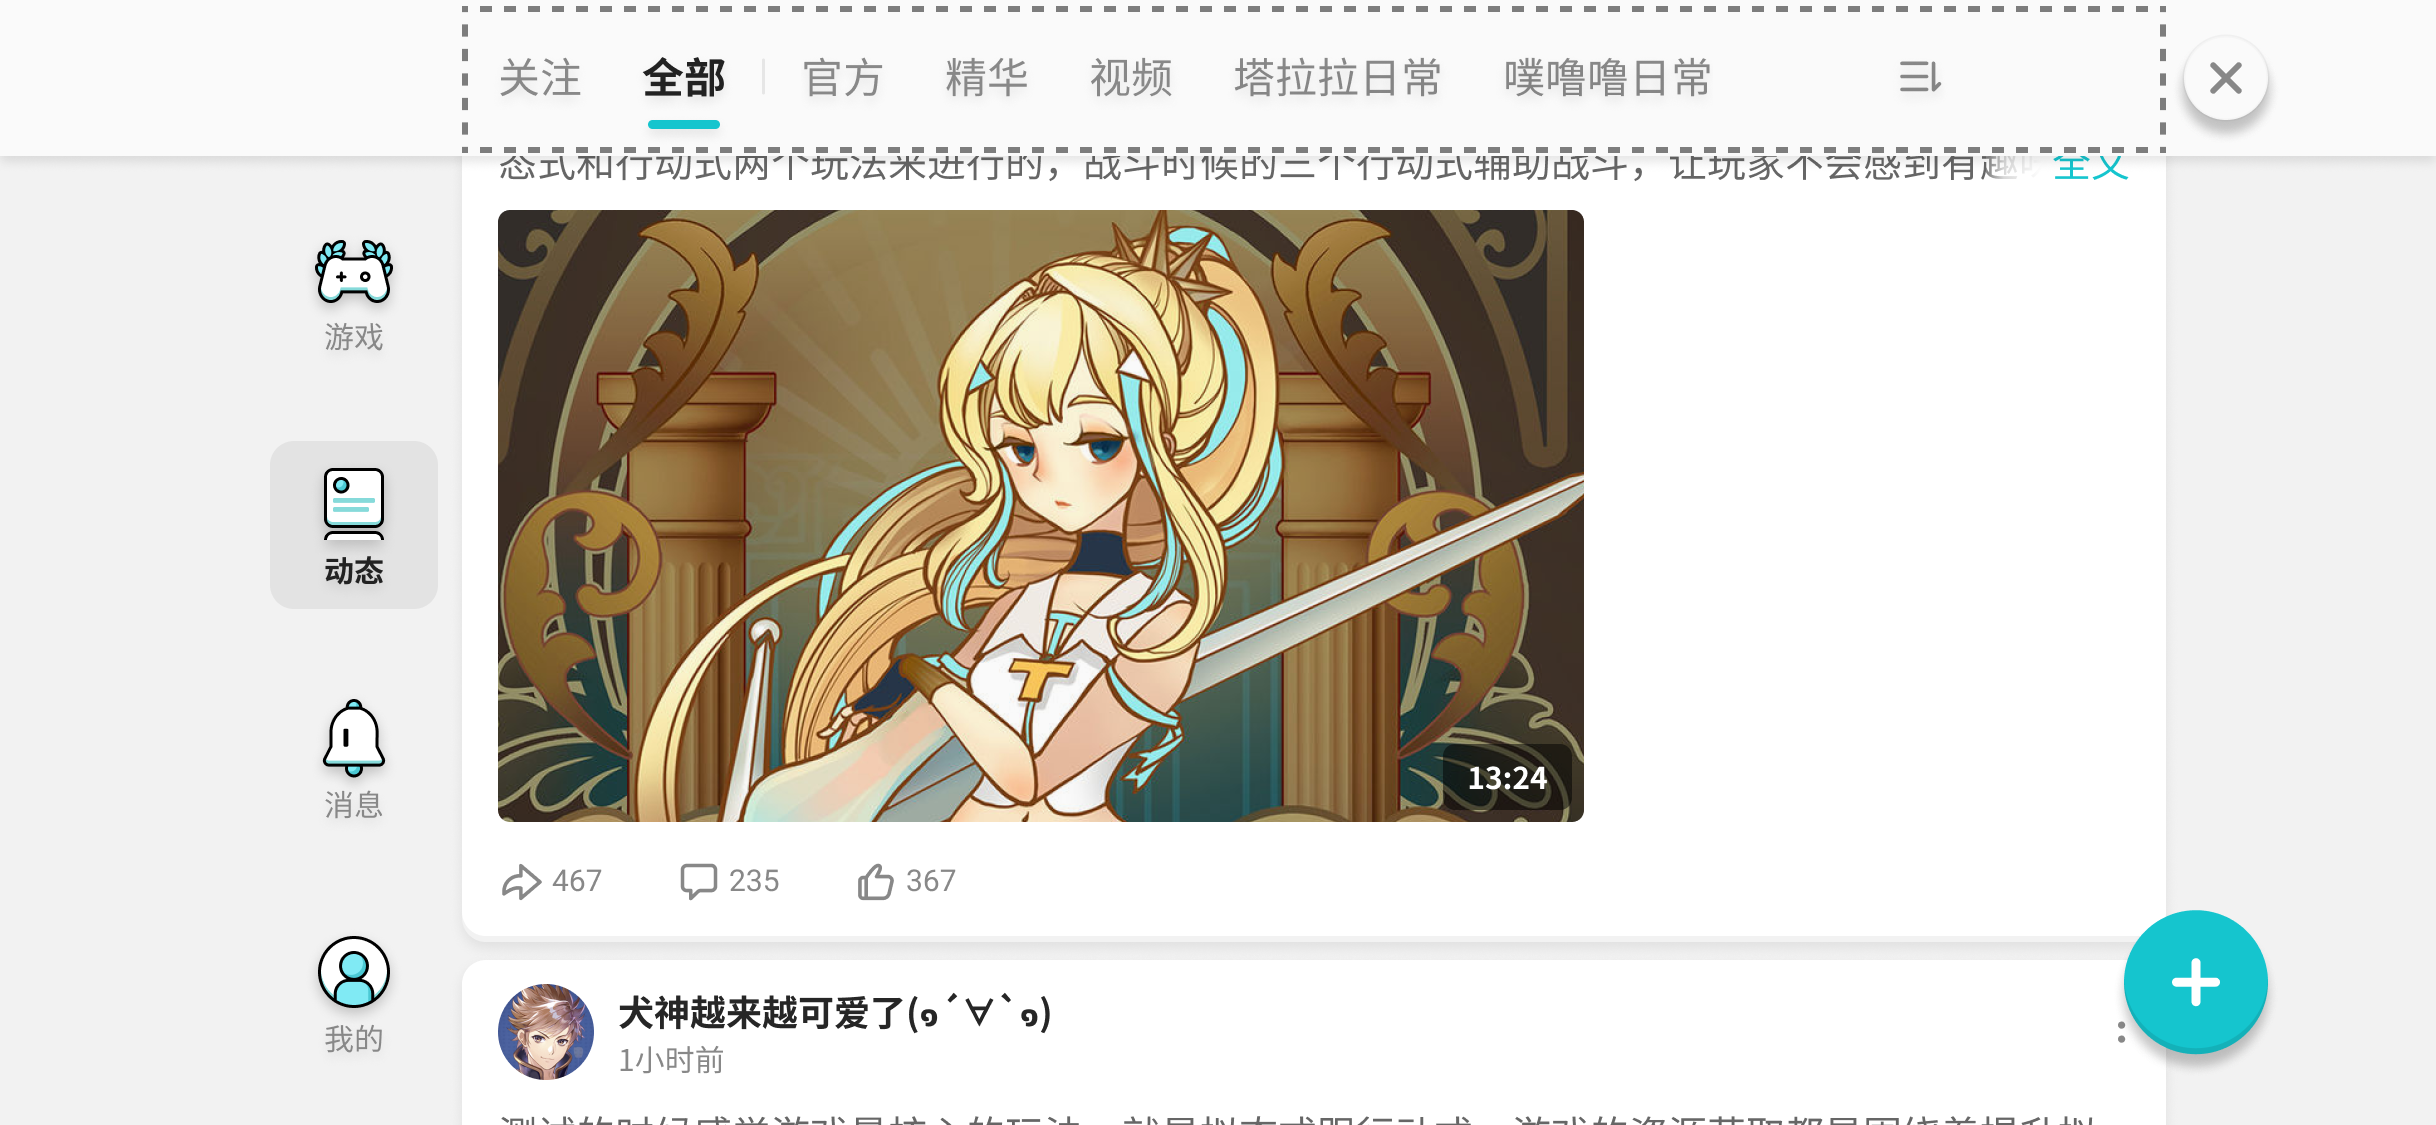 关注 全部 官方 精华 视频 塔拉拉日常 噗噜噜日常
态式和行动式两个玩法来进行的，战斗时候的三个行动式辅助战斗，让玩家不会感到有趣 全文
游戏
动态
消息
我的
T
13:24
467 235 367
犬神越来越可爱了(๑´∀`๑)
1小时前